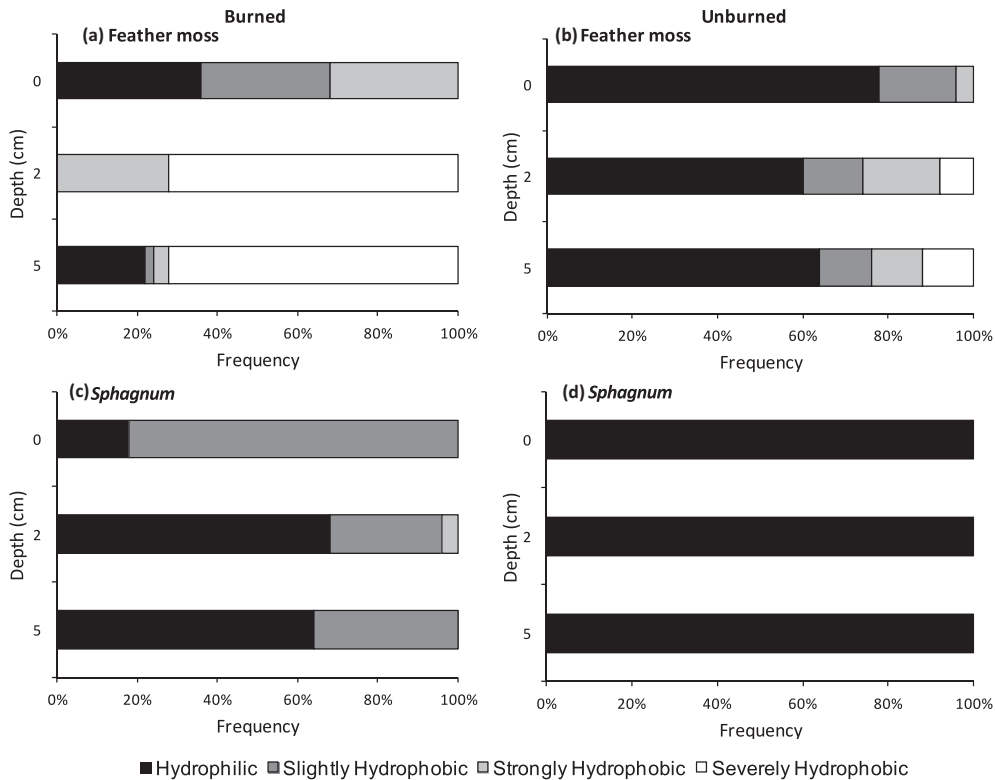 Burned
Unburned
(a) Feather moss
(b) Feather moss
Depth (cm)
0
2
5
0% 20% 40% 60% 80% 100%
Frequency
Depth (cm)
0
2
5
0% 20% 40% 60% 80% 100%
Frequency
(c) Sphagnum
(d) Sphagnum
Depth (cm)
0
2
5
0% 20% 40% 60% 80% 100%
Frequency
Depth (cm)
0
2
5
0% 20% 40% 60% 80% 100%
Frequency
Hydrophilic Slightly Hydrophobic Strongly Hydrophobic Severely Hydrophobic